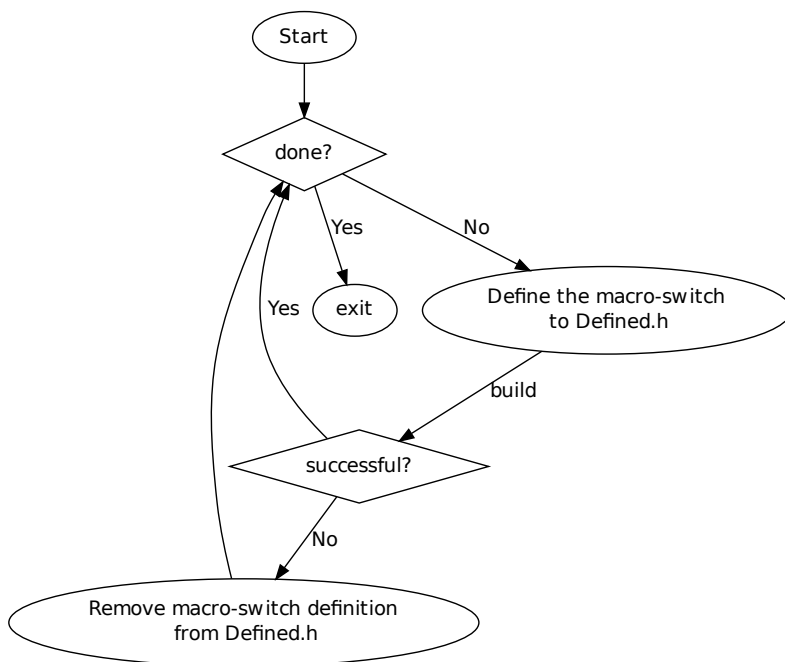 Start
done?
Yes
No
exit
Define the macro-switch
to Defined.h
Yes
build
successful?
No
Remove macro-switch definition
from Defined.h